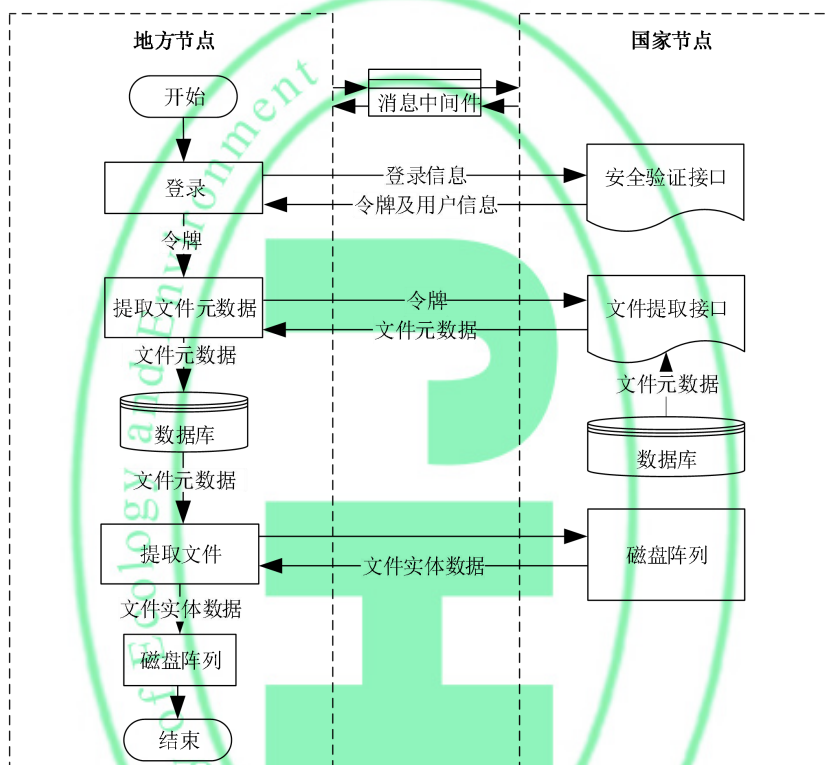 地方节点
国家节点
开始
消息中间件
登录
登录信息
安全验证接口
令牌及用户信息
令牌
提取文件元数据
令牌
文件提取接口
文件元数据
文件元数据
文件元数据
数据库
数据库
文件元数据
提取文件
磁盘阵列
文件实体数据
文件实体数据
磁盘阵列
结束
of Ecology and Environment